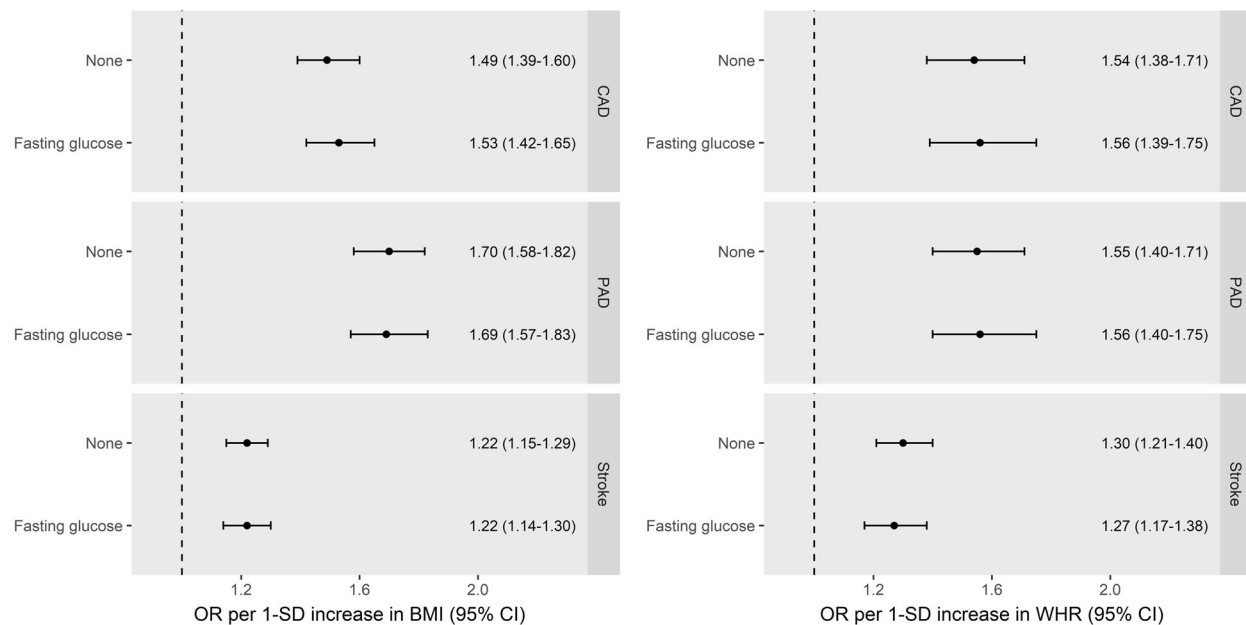 None
1.49 (1.39-1.60)
Fasting glucose
1.53 (1.42-1.65)
CAD
None
1.70 (1.58-1.82)
Fasting glucose
1.69 (1.57-1.83)
PAD
None
1.22 (1.15-1.29)
Fasting glucose
1.22 (1.14-1.30)
Stroke
1.2 1.6 2.0
OR per 1-SD increase in BMI (95% CI)
None
1.54 (1.38-1.71)
Fasting glucose
1.56 (1.39-1.75)
CAD
None
1.55 (1.40-1.71)
Fasting glucose
1.56 (1.40-1.75)
PAD
None
1.30 (1.21-1.40)
Fasting glucose
1.27 (1.17-1.38)
Stroke
1.2 1.6 2.0
OR per 1-SD increase in WHR (95% CI)